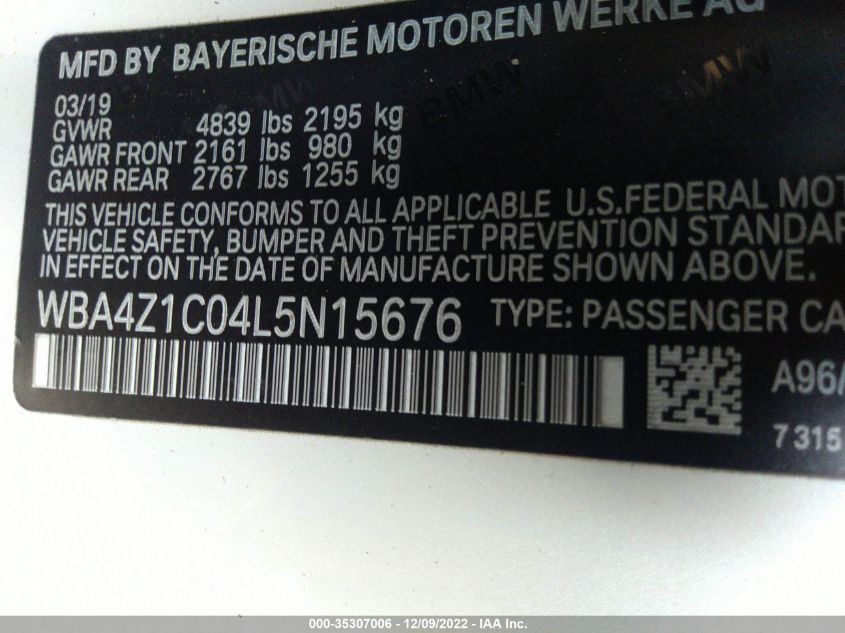 MFD BY BAYERISCHE MOTOREN WERKE AG
03/19
GVWR 4839 lbs 2195 kg
GAWR FRONT 2161 lbs 980 kg
GAWR REAR 2767 lbs 1255 kg
THIS VEHICLE CONFORMS TO ALL APPLICABLE U.S.FEDERAL MOT
VEHICLE SAFETY, BUMPER AND THEFT PREVENTION STANDAR
IN EFFECT ON THE DATE OF MANUFACTURE SHOWN ABOVE.
WBA4Z1C04L5N15676 TYPE: PASSENGER CA
A96/
7 315
BMW
BMW
000-35307006 - 12/09/2022 - IAA Inc.